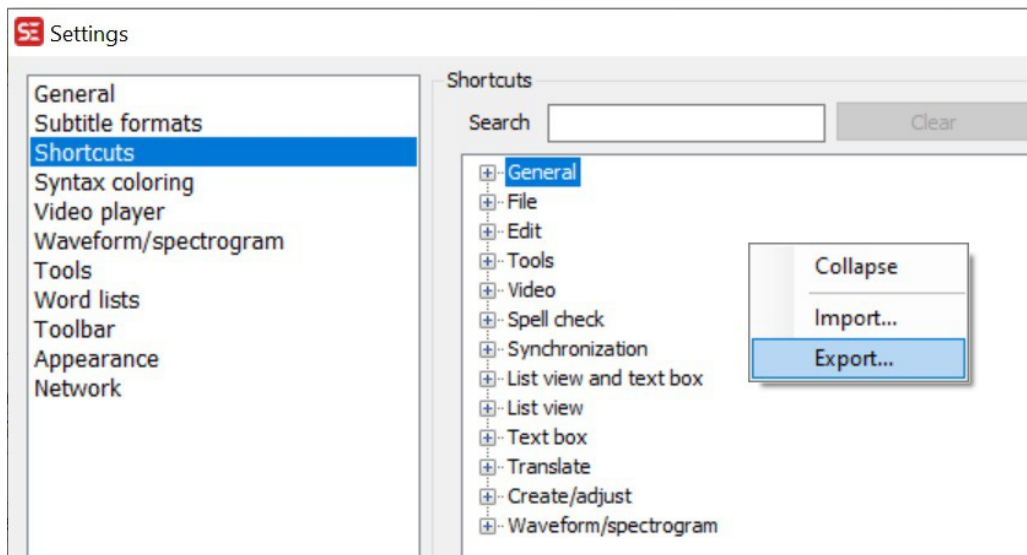 SE Settings
General
Subtitle formats
Shortcuts
Syntax coloring
Video player
Waveform/spectrogram
Tools
Word lists
Toolbar
Appearance
Network
Shortcuts
Search
Clear
General
File
Edit
Tools
Video
Spell check
Synchronization
List view and text box
List view
Text box
Translate
Create/adjust
Waveform/spectrogram
Collapse
Import...
Export...